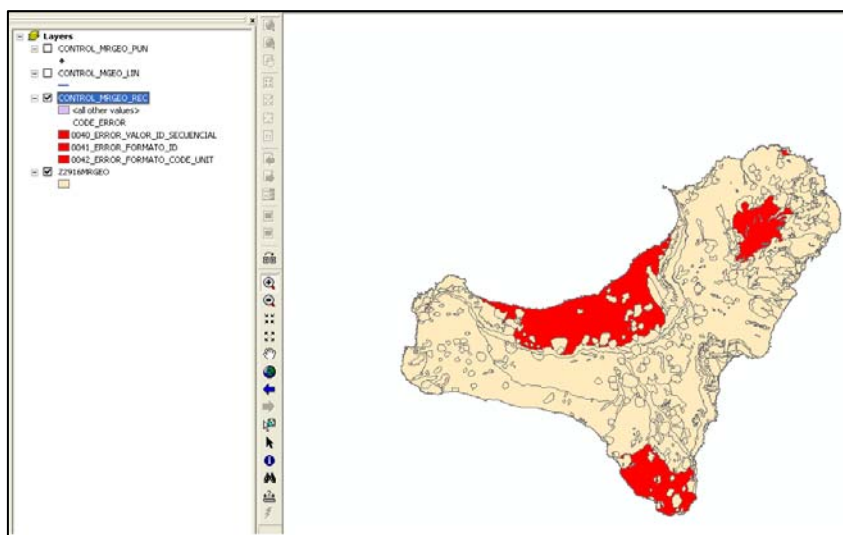 Layers
CONTROL_MRGEO_PUN
CONTROL_MGEO_LIN
CONTROL_MRGEO_REC
<all other values>
CODE_ERROR
0040_ERROR_VALOR_ID_SECUENCIAL
0041_ERROR_FORMATO_ID
0042_ERROR_FORMATO_CODE_UNIT
Z2916MRGEO